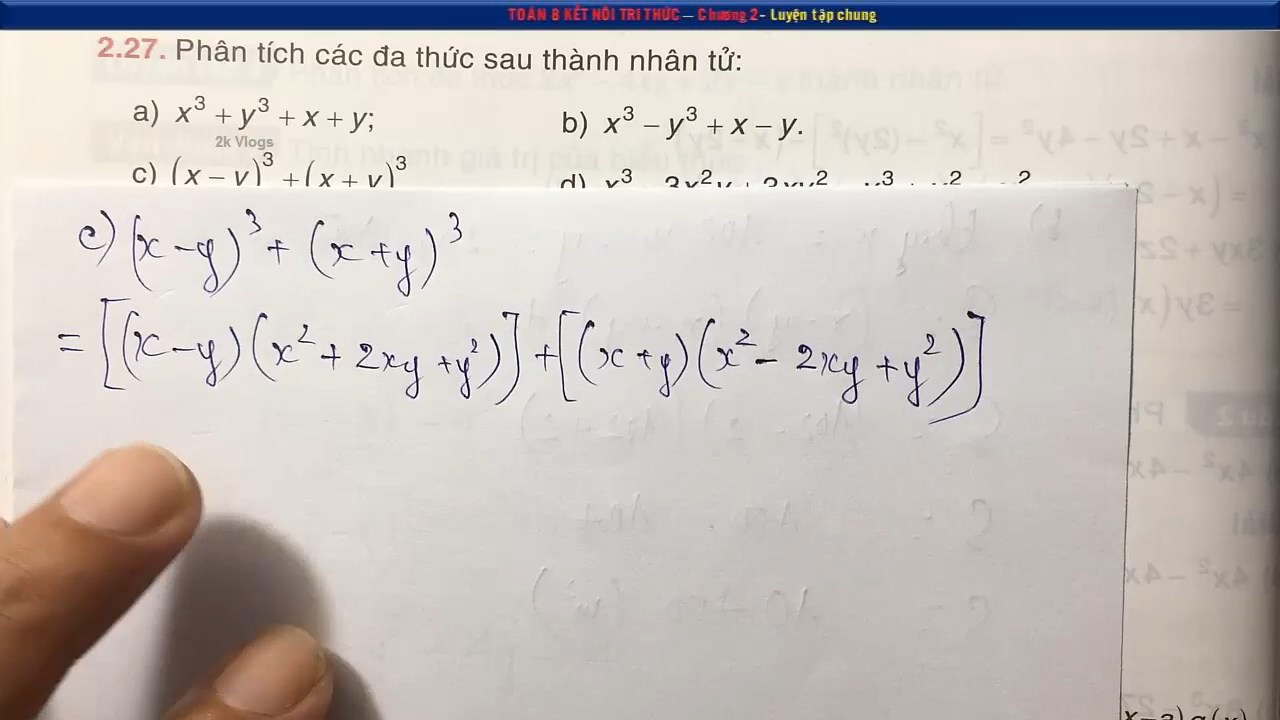 TOÁN 8 KẾT NỐI TRI THỨC – Chương 2 - Luyện tập chung
2.27. Phân tích các đa thức sau thành nhân tử:
a) x³ + y³ + x + y; b) x³ – y³ + x – y.
2k Vlogs
c) (x – y)³ + (x + y)³ d)
c) (x – y)³ + (x + y)³
= [(x – y)(x² + 2xy + y²)] + [(x + y)(x² – 2xy + y²)]